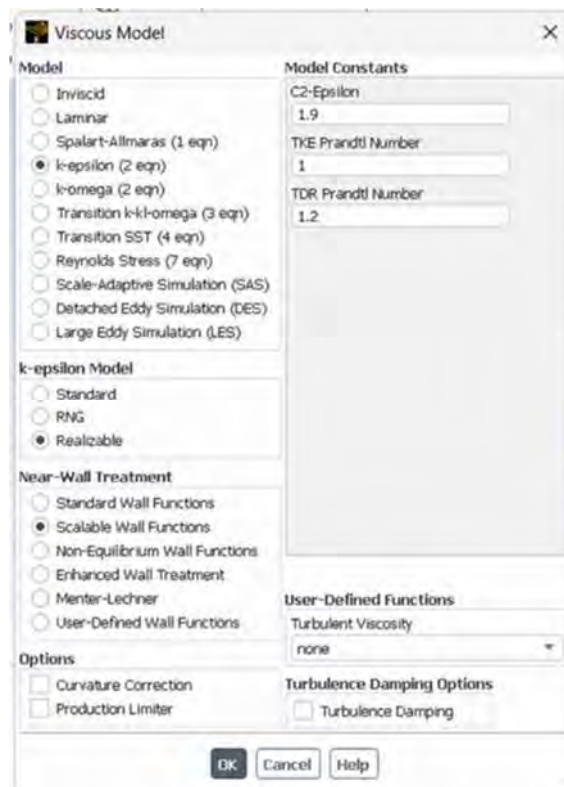 Viscous Model
Model
Inviscid
Laminar
Spalart-Allmaras (1 eqn)
k-epsilon (2 eqn)
k-omega (2 eqn)
Transition k-kl-omega (3 eqn)
Transition SST (4 eqn)
Reynolds Stress (7 eqn)
Scale-Adaptive Simulation (SAS)
Detached Eddy Simulation (DES)
Large Eddy Simulation (LES)
k-epsilon Model
Standard
RNG
Realizable
Near-Wall Treatment
Standard Wall Functions
Scalable Wall Functions
Non-Equilibrium Wall Functions
Enhanced Wall Treatment
Menter-Lechner
User-Defined Wall Functions
Options
Curvature Correction
Production Limiter
Model Constants
C2-Epsilon
1.9
TKE Prandtl Number
1
TDR Prandtl Number
1.2
User-Defined Functions
Turbulent Viscosity
none
Turbulence Damping Options
Turbulence Damping
OK Cancel Help